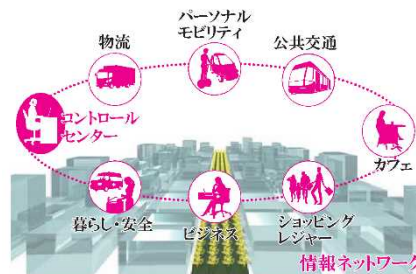 パーソナル
モビリティ
物流
公共交通
コントロール
センター
カフェ
暮らし・安全
ビジネス
ショッピング
レジャー
情報ネットワーク